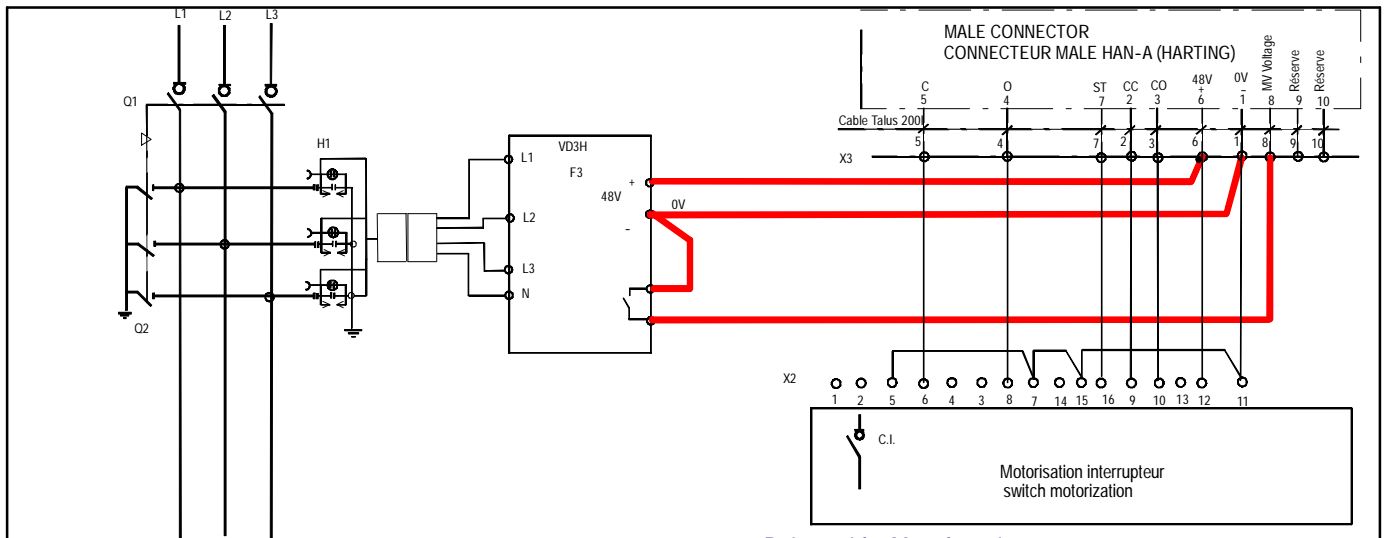 L1 L2 L3
MALE CONNECTOR
CONNECTEUR MALE HAN-A (HARTING)
C O ST CC CO 48V 0V MV Voltage Réserve Réserve
+ -
5 4 7 2 3 6 1 8 9 10
Q1
Cable Talus 200I
5 4 7 2 3 6 1 8 9 10
X3
H1
VD3H
F3
L1
+
48V
0V
L2
-
L3
N
Q2
X2
1 2 5 6 4 3 8 7 14 15 16 9 10 13 12 11
C.I.
Motorisation interrupteur
switch motorization